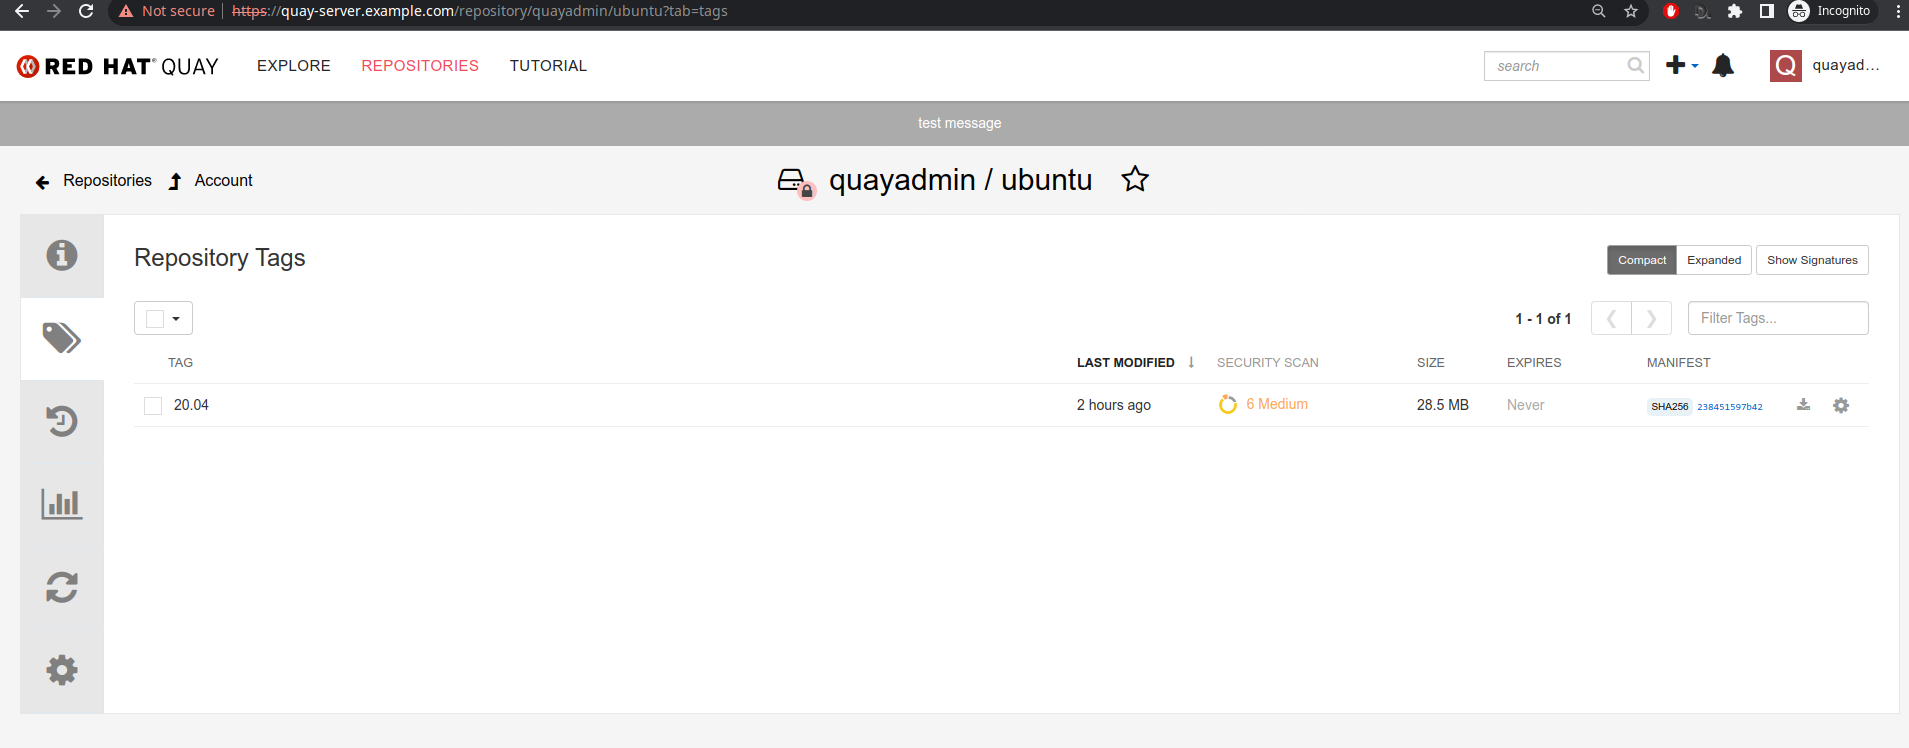 Not secure | https://quay-server.example.com/repository/quayadmin/ubuntu?tab=tags Incognito
RED HAT® QUAY EXPLORE REPOSITORIES TUTORIAL search quayad...
test message
Repositories Account quayadmin / ubuntu
Repository Tags Compact Expanded Show Signatures
1 - 1 of 1 Filter Tags...
TAG LAST MODIFIED ↓ SECURITY SCAN SIZE EXPIRES MANIFEST
20.04 2 hours ago 6 Medium 28.5 MB Never SHA256 238451597b42